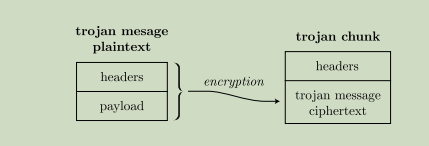 trojan mesage
plaintext
headers
payload
encryption
trojan chunk
headers
trojan message
ciphertext